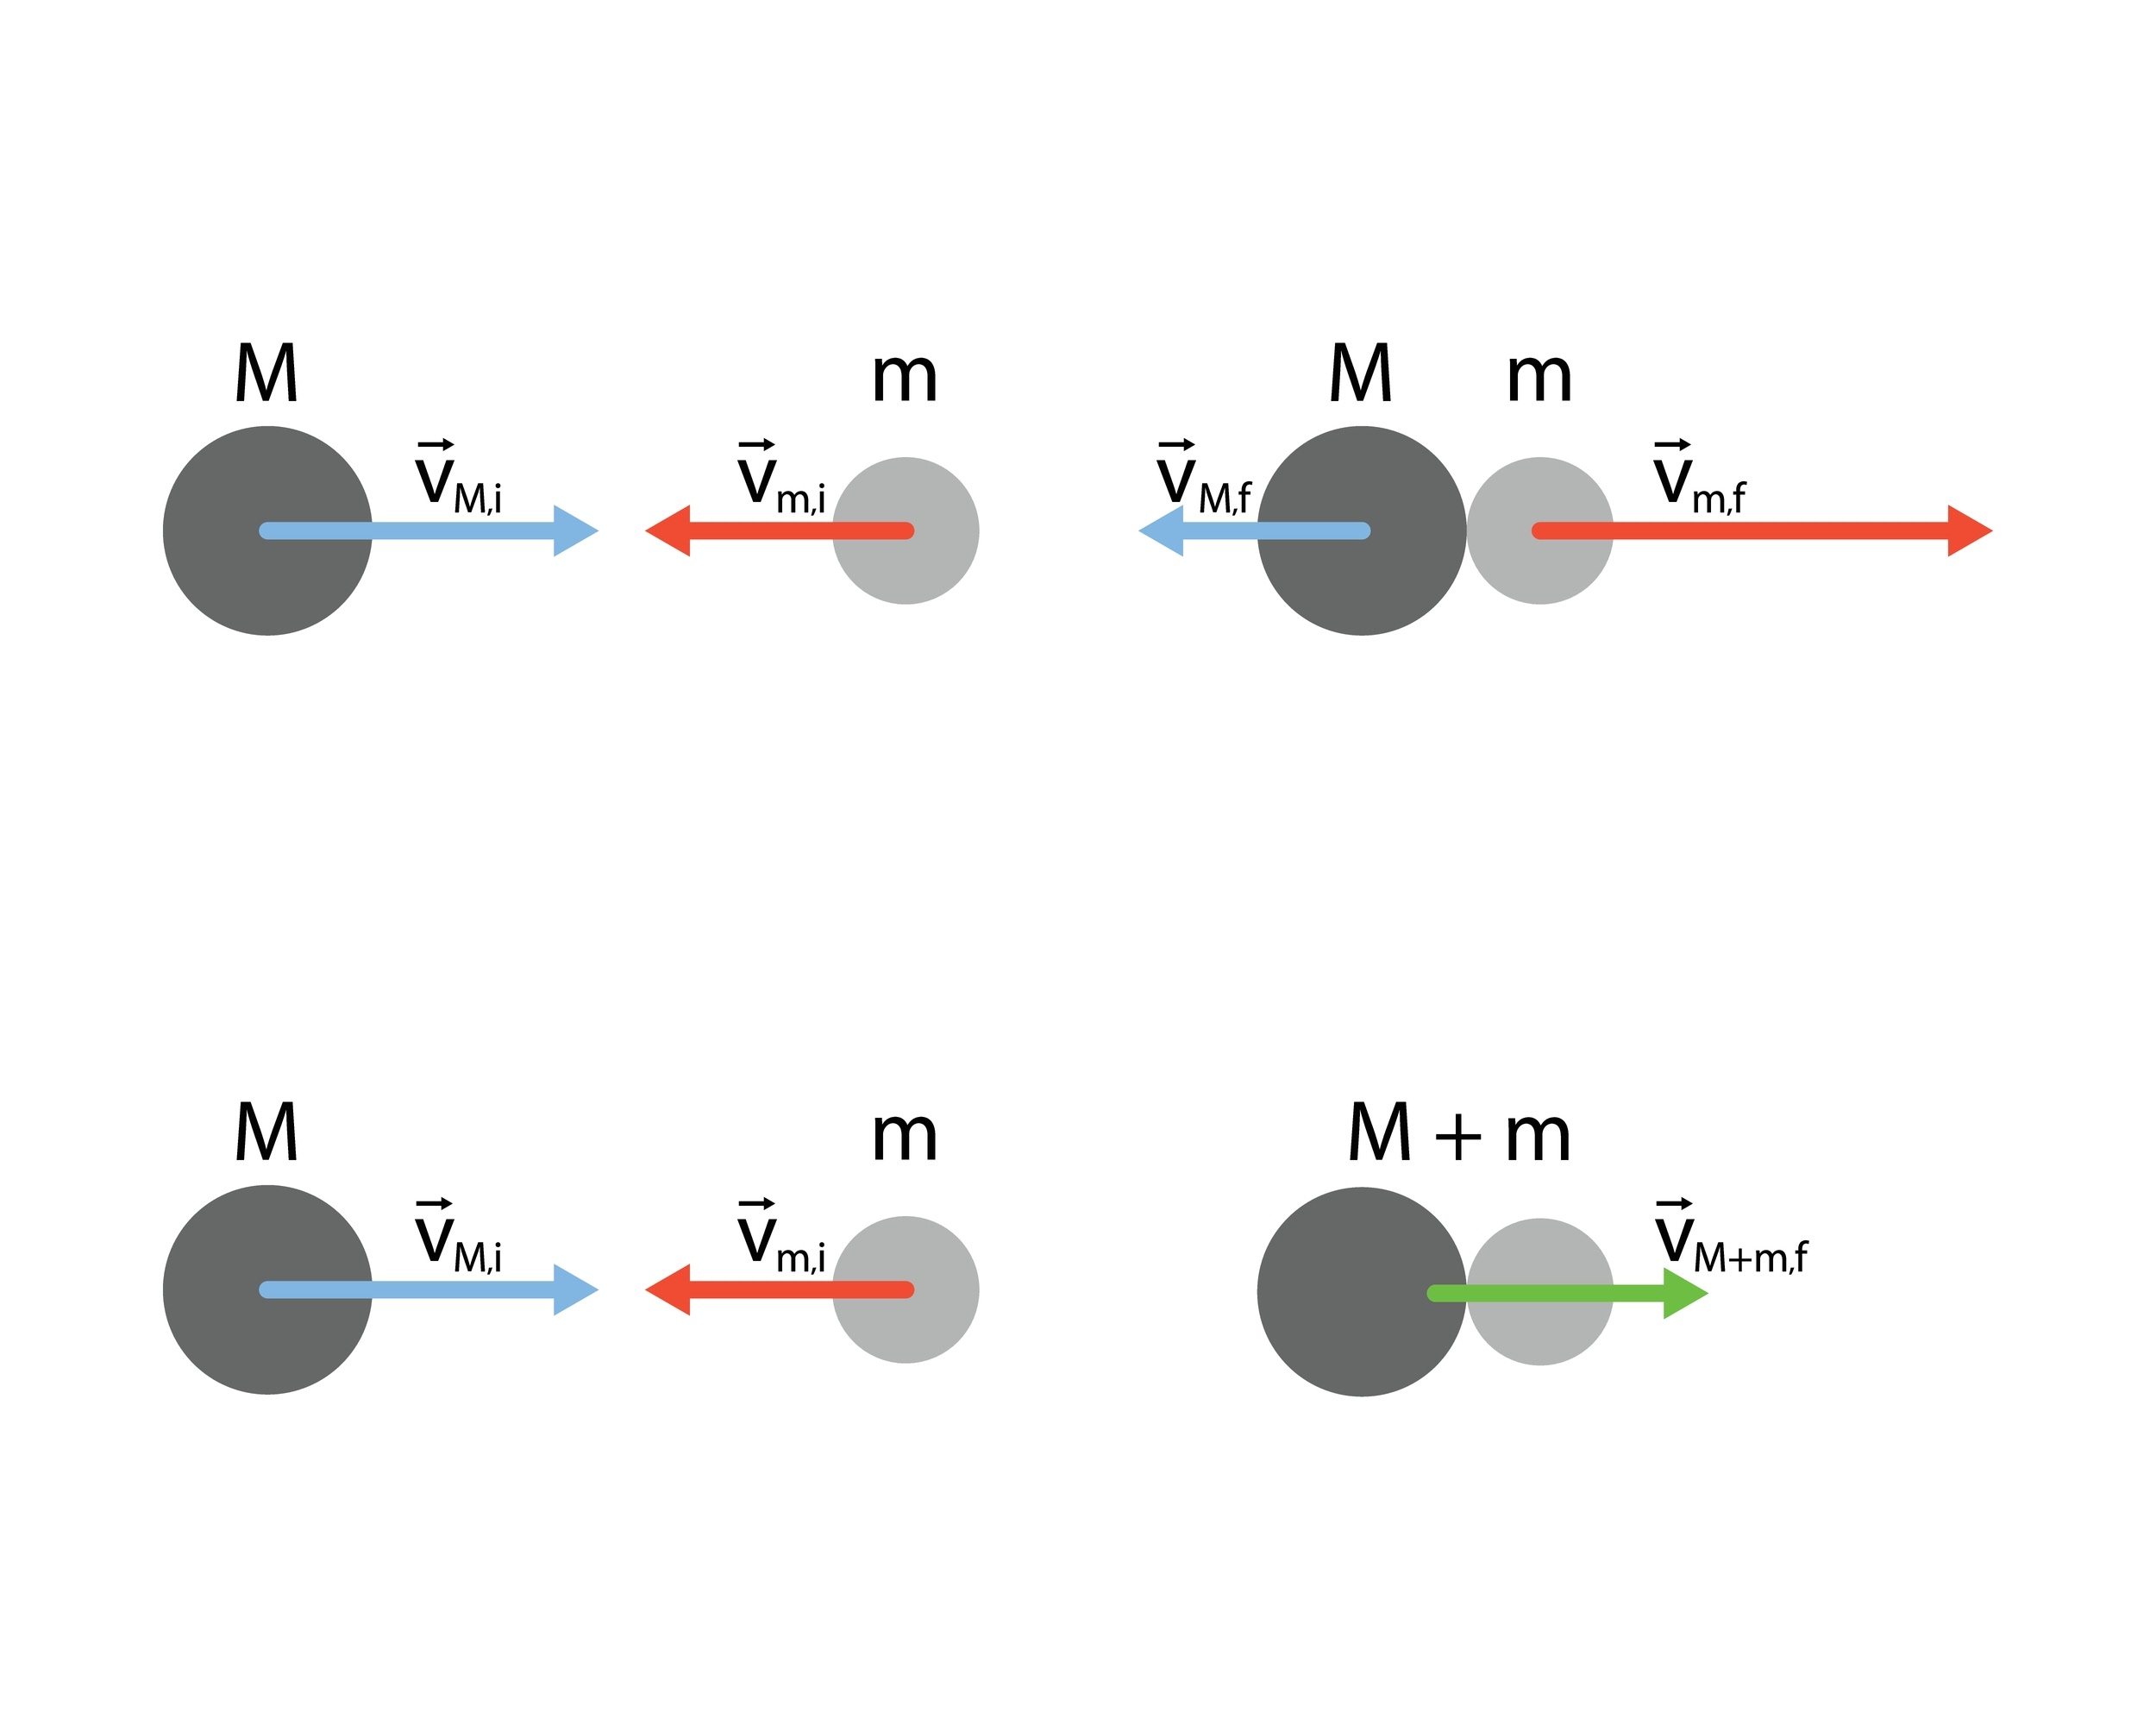 M m M m
v⃗M,i v⃗m,i v⃗M,f v⃗m,f
M m M + m
v⃗M,i v⃗m,i v⃗M+m,f